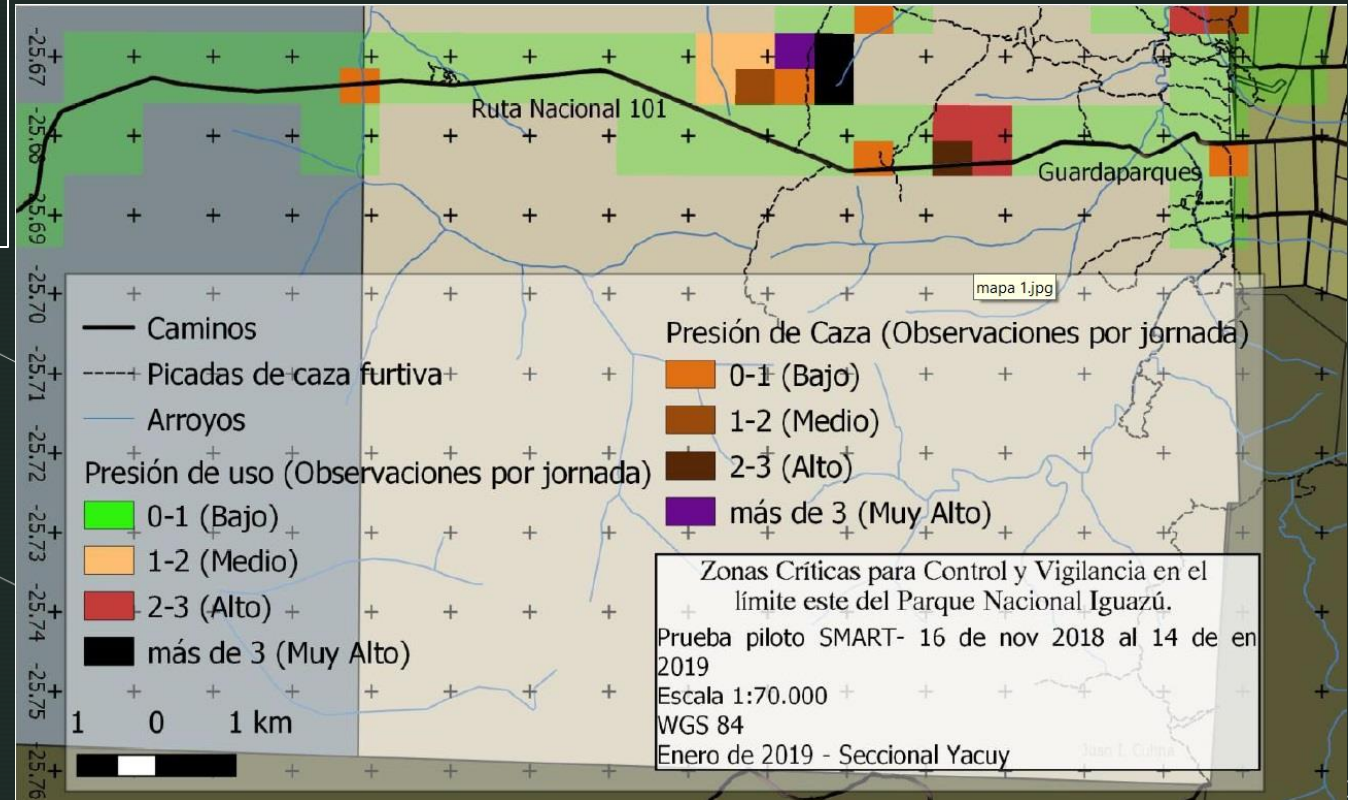 -25.67
-25.68
-25.69
-25.70
-25.71
-25.72
-25.73
-25.74
-25.75
-25.76
Ruta Nacional 101
Guardaparques
mapa 1.jpg
Caminos
Picadas de caza furtiva
Arroyos
Presión de uso (Observaciones por jornada)
0-1 (Bajo)
1-2 (Medio)
2-3 (Alto)
más de 3 (Muy Alto)
1 0 1 km
Presión de Caza (Observaciones por jornada)
0-1 (Bajo)
1-2 (Medio)
2-3 (Alto)
más de 3 (Muy Alto)
Zonas Críticas para Control y Vigilancia en el
límite este del Parque Nacional Iguazú.
Prueba piloto SMART- 16 de nov 2018 al 14 de en
2019
Escala 1:70.000
WGS 84
Enero de 2019 - Seccional Yacuy